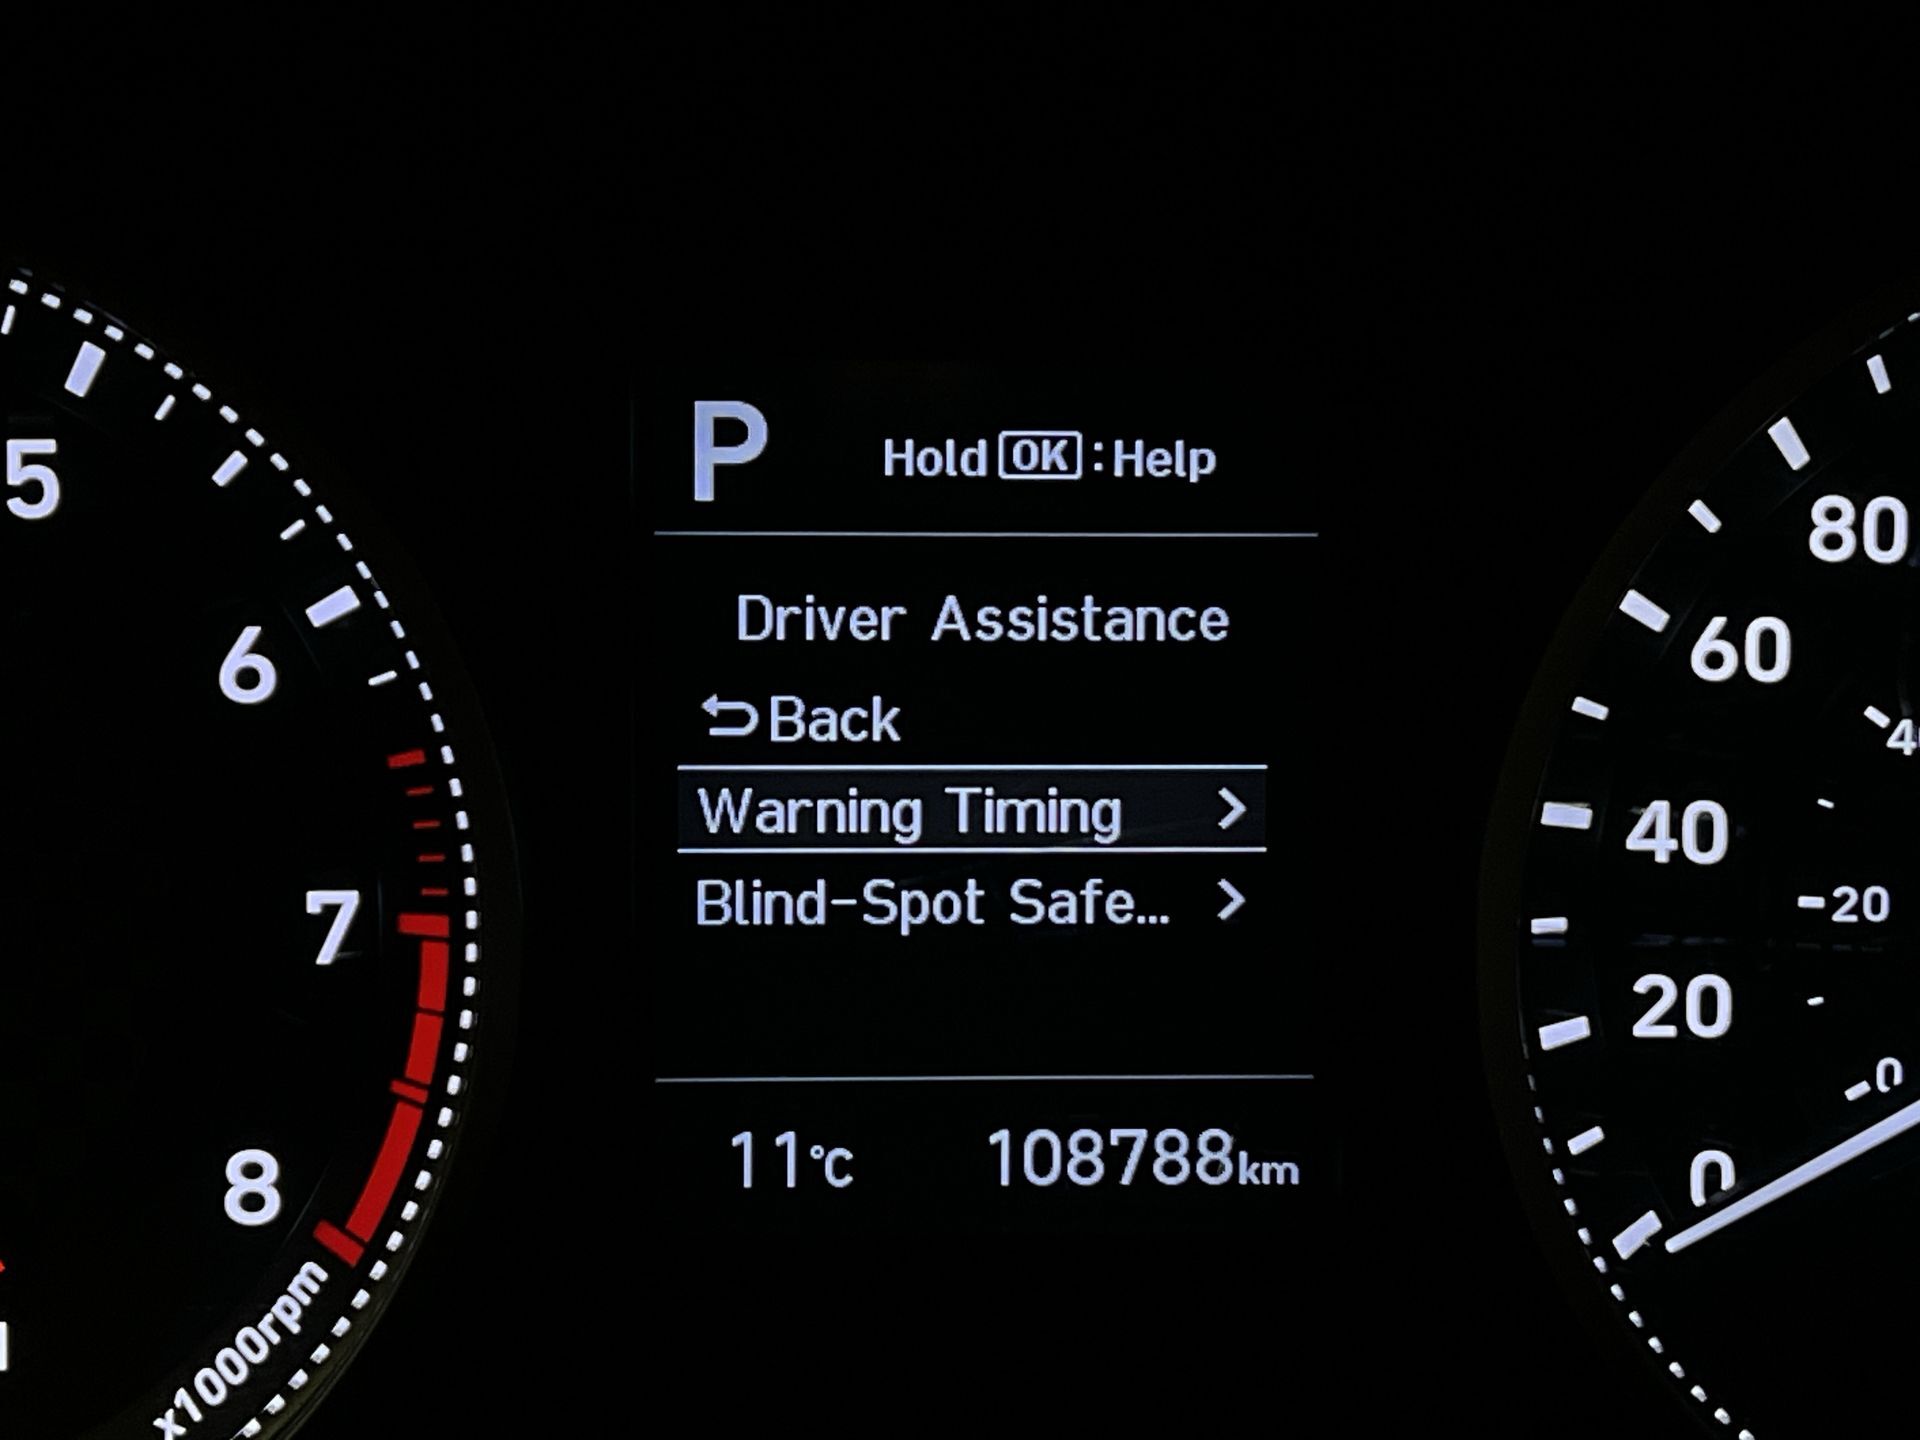 P Hold OK : Help
Driver Assistance
Back
Warning Timing >
Blind-Spot Safe... >
11°C 108788km
5
6
7
8
x1000rpm
80
60
40
20
0
20
0